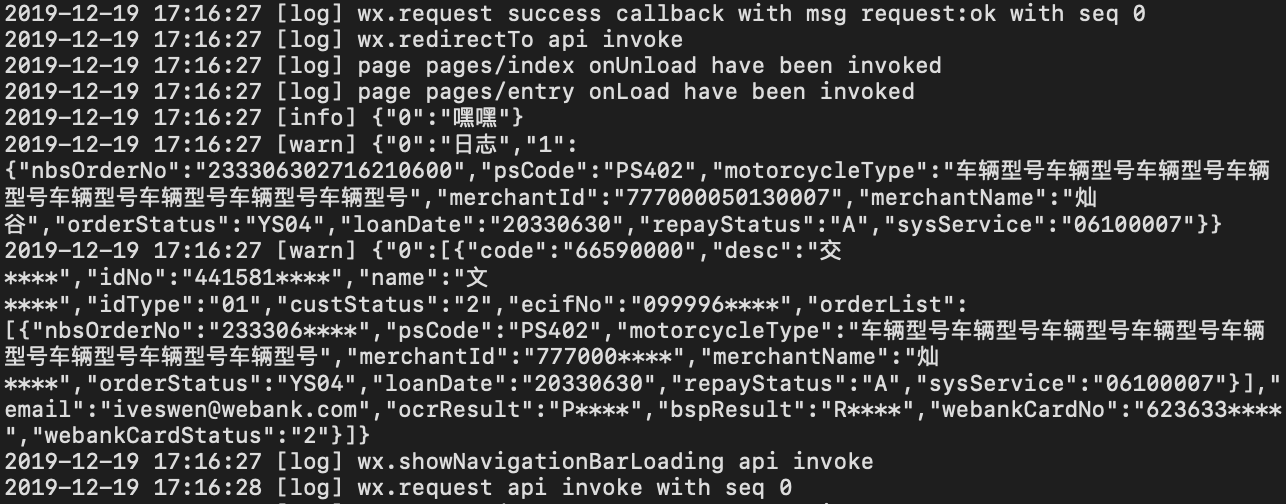 2019-12-19 17:16:27 [log] wx.request success callback with msg request:ok with seq 0
2019-12-19 17:16:27 [log] wx.redirectTo api invoke
2019-12-19 17:16:27 [log] page pages/index onUnload have been invoked
2019-12-19 17:16:27 [log] page pages/entry onLoad have been invoked
2019-12-19 17:16:27 [info] {"0":"嘿嘿"}
2019-12-19 17:16:27 [warn] {"0":"日志","1":
{"nbsOrderNo":"233306302716210600","psCode":"PS402","motorcycleType":"车辆型号车辆型号车辆型号车辆
型号车辆型号车辆型号车辆型号车辆型号","merchantId":"777000050130007","merchantName":"灿
谷","orderStatus":"YS04","loanDate":"20330630","repayStatus":"A","sysService":"06100007"}}
2019-12-19 17:16:27 [warn] {"0":[{"code":"66590000","desc":"交
****","idNo":"441581****","name":"文
****","idType":"01","custStatus":"2","ecifNo":"099996****","orderList":
[{"nbsOrderNo":"233306****","psCode":"PS402","motorcycleType":"车辆型号车辆型号车辆型号车辆型号车辆
型号车辆型号车辆型号车辆型号","merchantId":"777000****","merchantName":"灿
****","orderStatus":"YS04","loanDate":"20330630","repayStatus":"A","sysService":"06100007"}],"
email":"iveswen@webank.com","ocrResult":"P****","bspResult":"R****","webankCardNo":"623633****
","webankCardStatus":"2"}]}
2019-12-19 17:16:27 [log] wx.showNavigationBarLoading api invoke
2019-12-19 17:16:28 [log] wx.request api invoke with seq 0